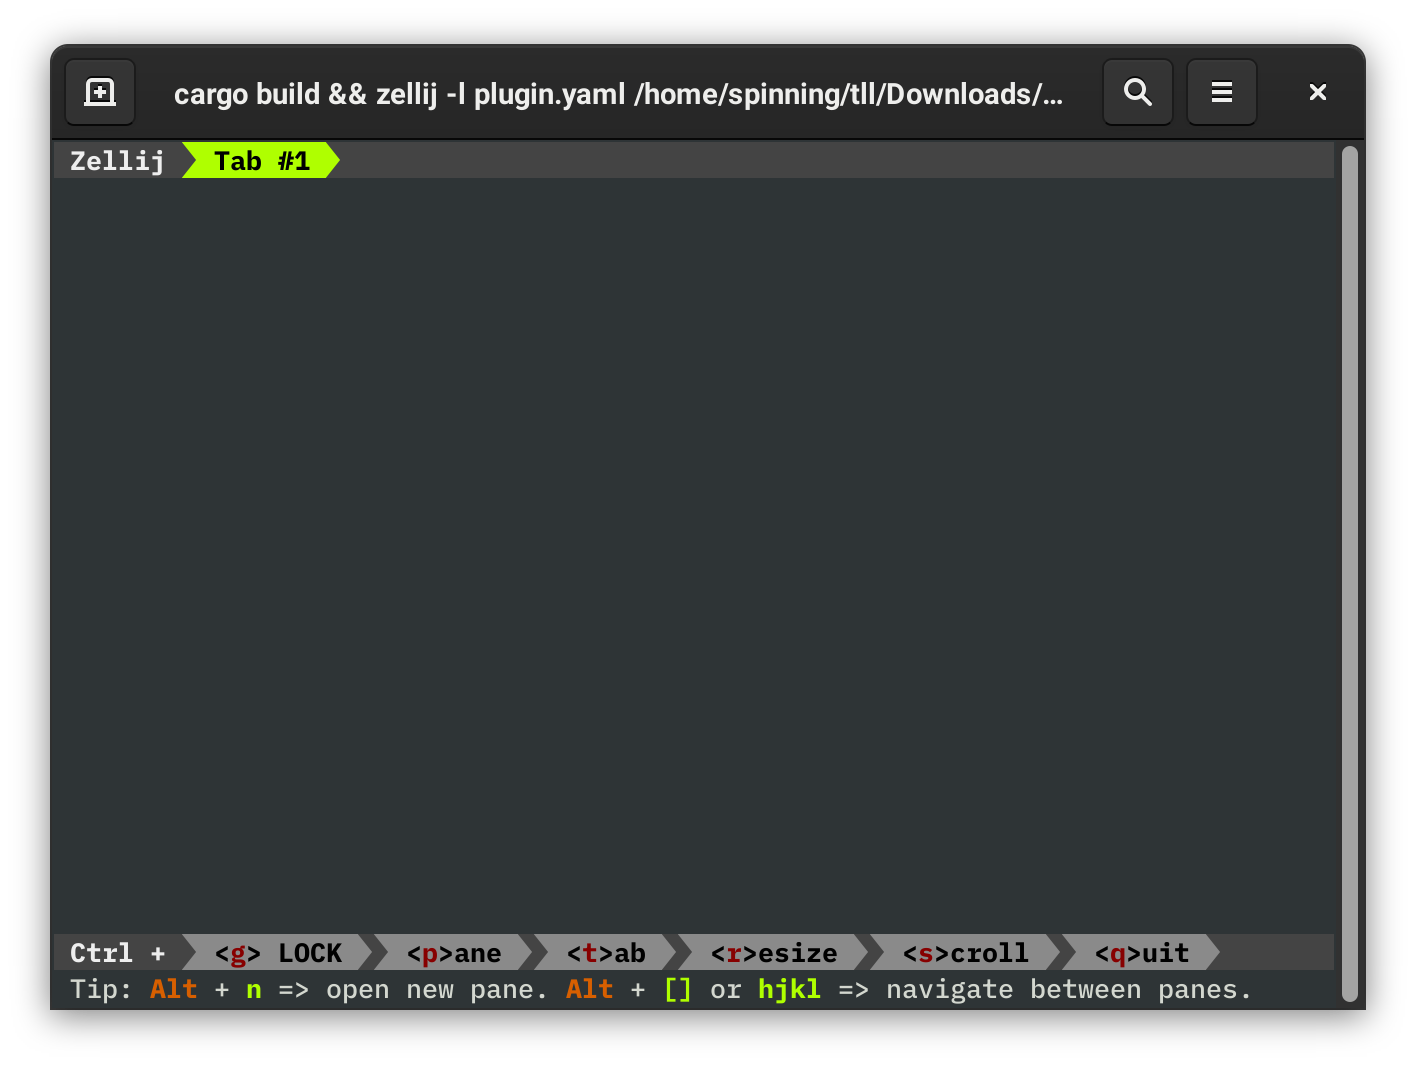 cargo build && zellij -l plugin.yaml /home/spinning/tll/Downloads/…
Zellij Tab #1
Ctrl + <g> LOCK <p>ane <t>ab <r>esize <s>croll <q>uit
Tip: Alt + n => open new pane. Alt + [] or hjkl => navigate between panes.